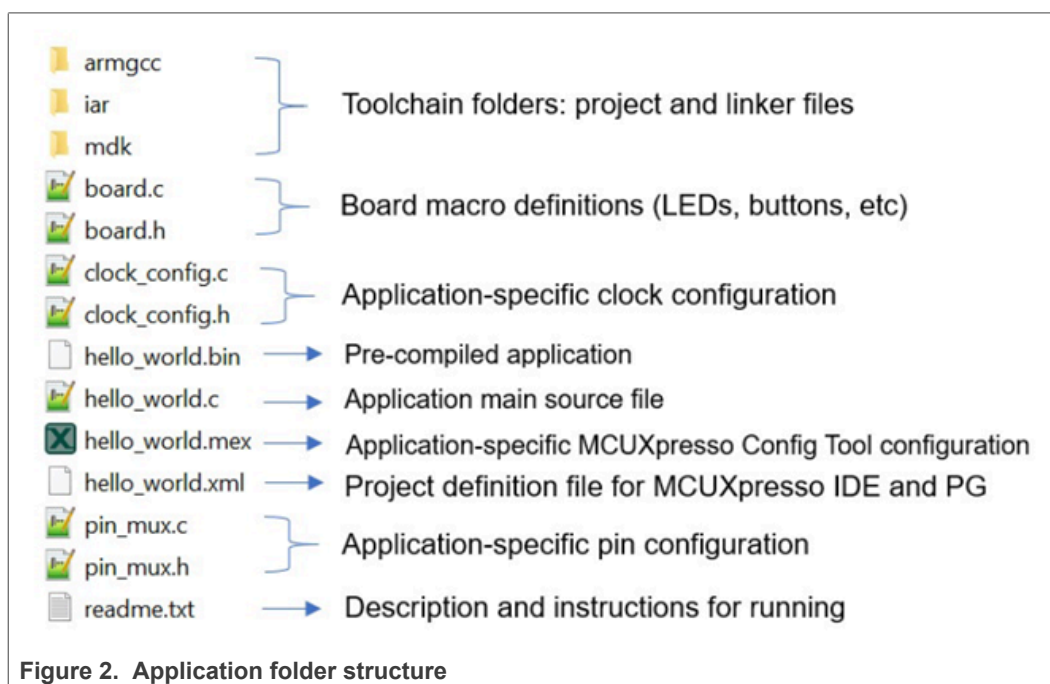 armgcc
iar
mdk
Toolchain folders: project and linker files
board.c
board.h
Board macro definitions (LEDs, buttons, etc)
clock_config.c
clock_config.h
Application-specific clock configuration
hello_world.bin Pre-compiled application
hello_world.c Application main source file
hello_world.mex Application-specific MCUXpresso Config Tool configuration
hello_world.xml Project definition file for MCUXpresso IDE and PG
pin_mux.c
pin_mux.h
Application-specific pin configuration
readme.txt Description and instructions for running
Figure 2. Application folder structure